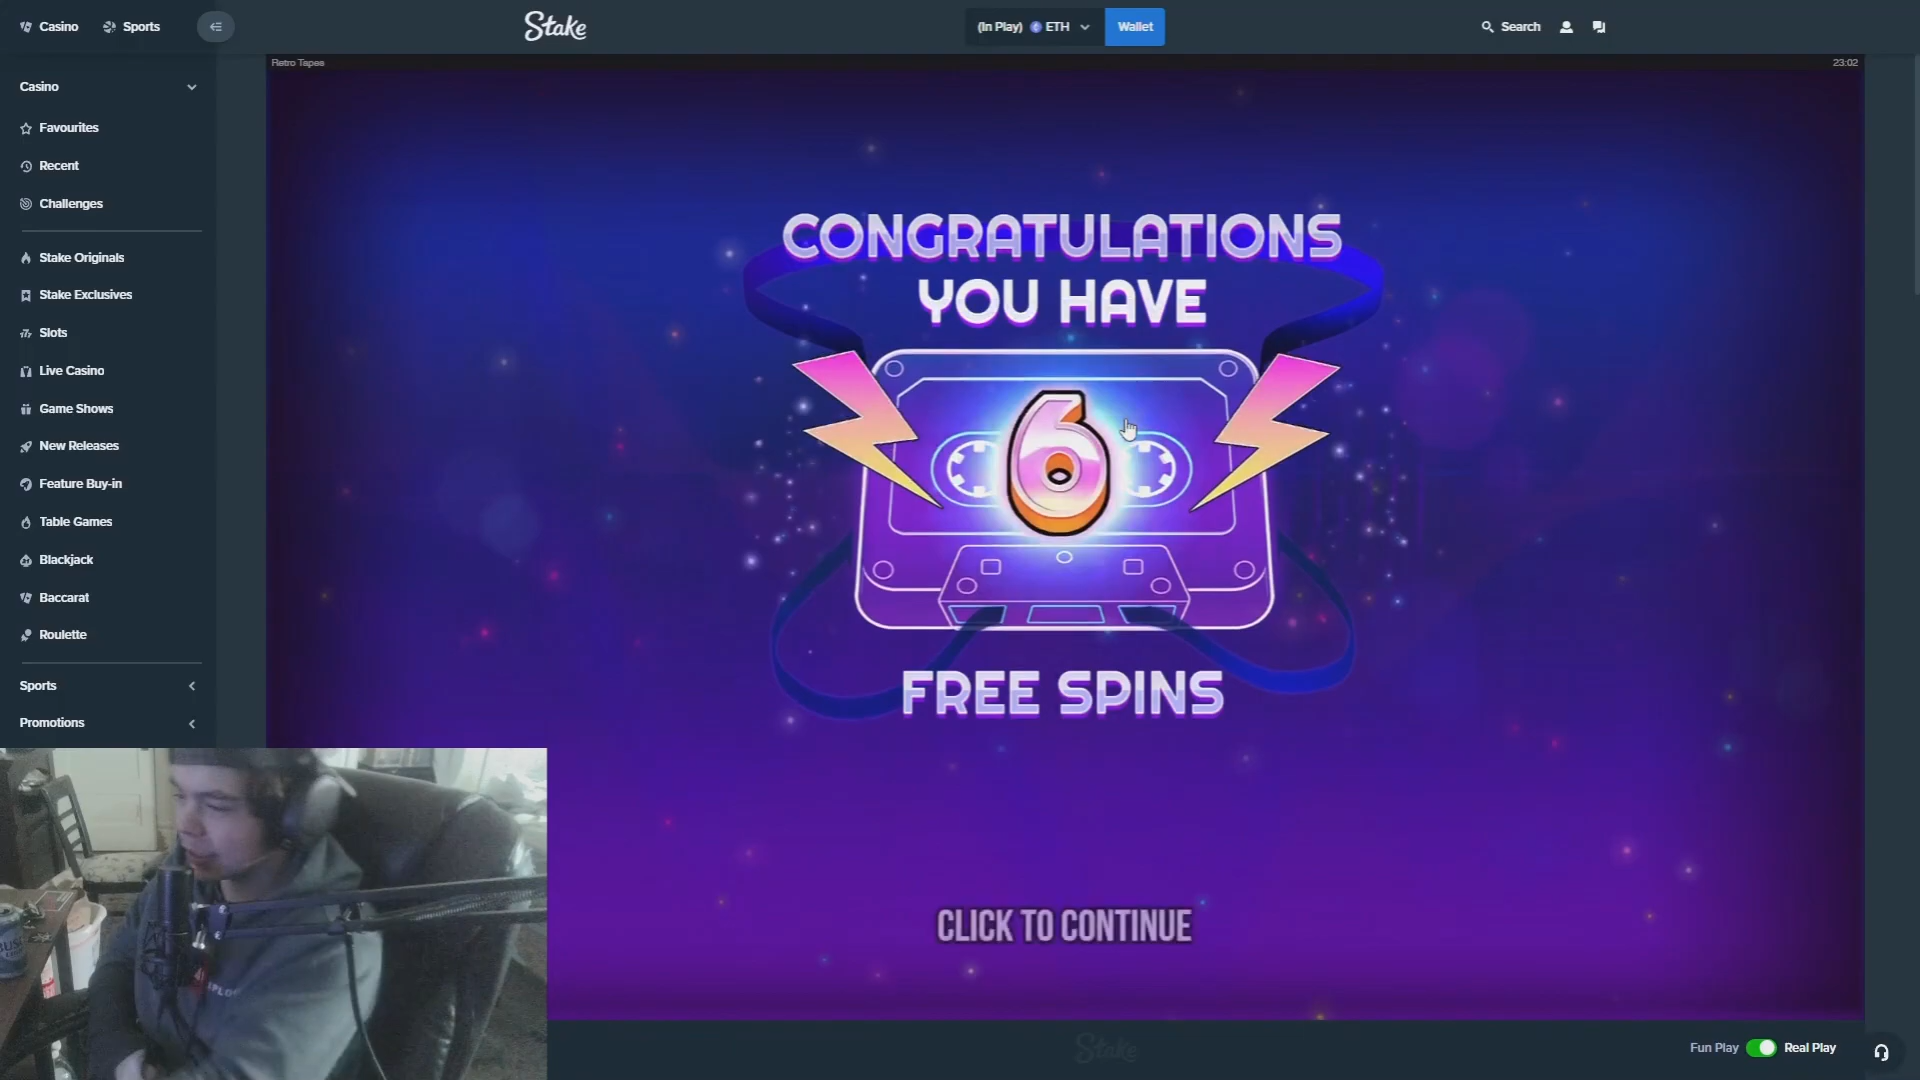 Casino
Sports
Stake
(In Play) ETH
Wallet
Search
Retro Tapes
23:02
Casino
Favourites
Recent
Challenges
Stake Originals
Stake Exclusives
Slots
Live Casino
Game Shows
New Releases
Feature Buy-in
Table Games
Blackjack
Baccarat
Roulette
Sports
Promotions
CONGRATULATIONS
YOU HAVE
6
FREE SPINS
CLICK TO CONTINUE
BUSCH
Stake
Fun Play
Real Play